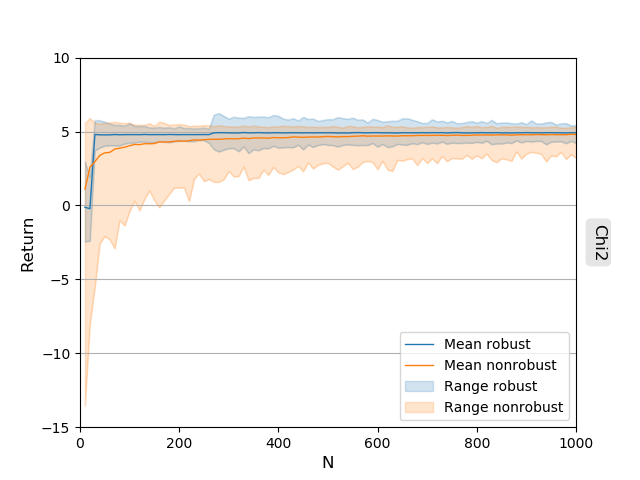 10
5
0
−5
−10
−15
Return
0
200
400
600
800
1000
N
Chi2
Mean robust
Mean nonrobust
Range robust
Range nonrobust